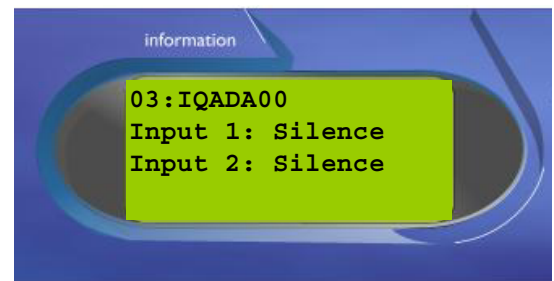 information
03:IQADA00
Input 1: Silence
Input 2: Silence